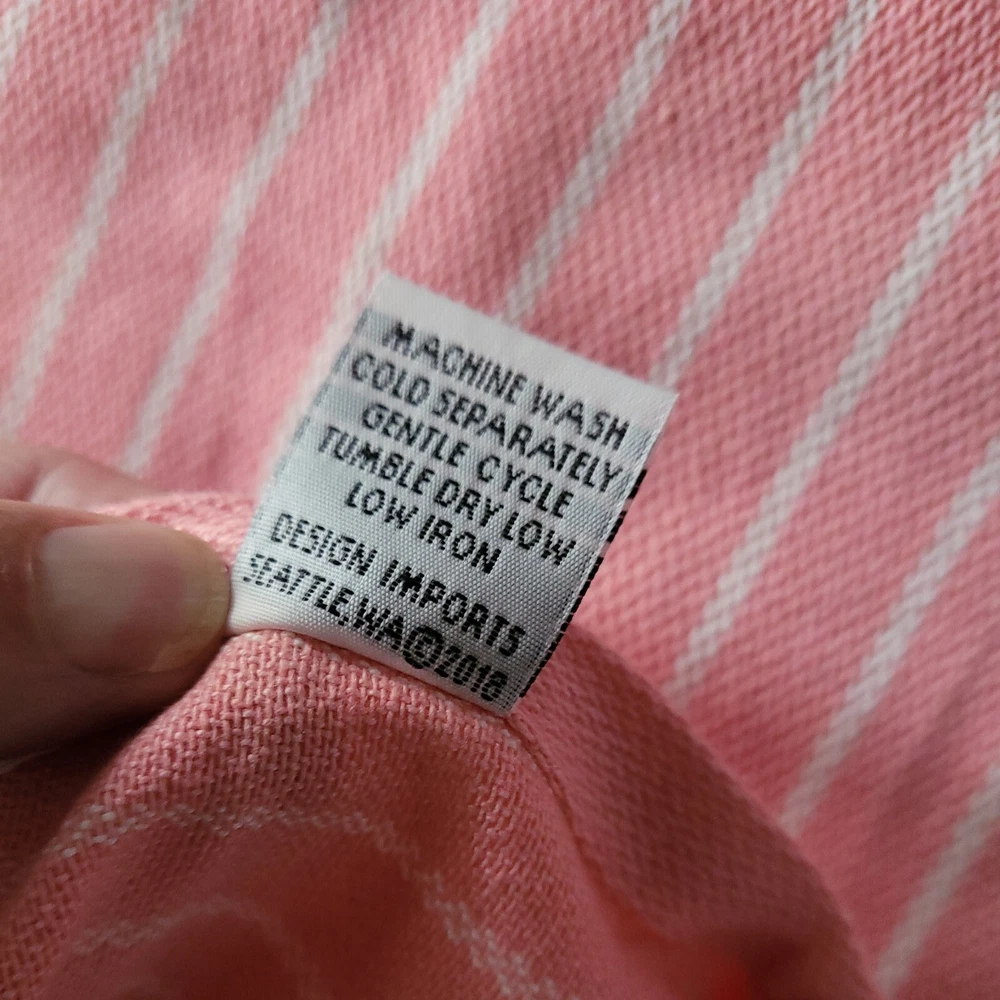 MACHINE WASH
COLD SEPARATELY
GENTLE CYCLE
TUMBLE DRY LOW
LOW IRON
DESIGN IMPORTS
SEATTLE,WA©2018